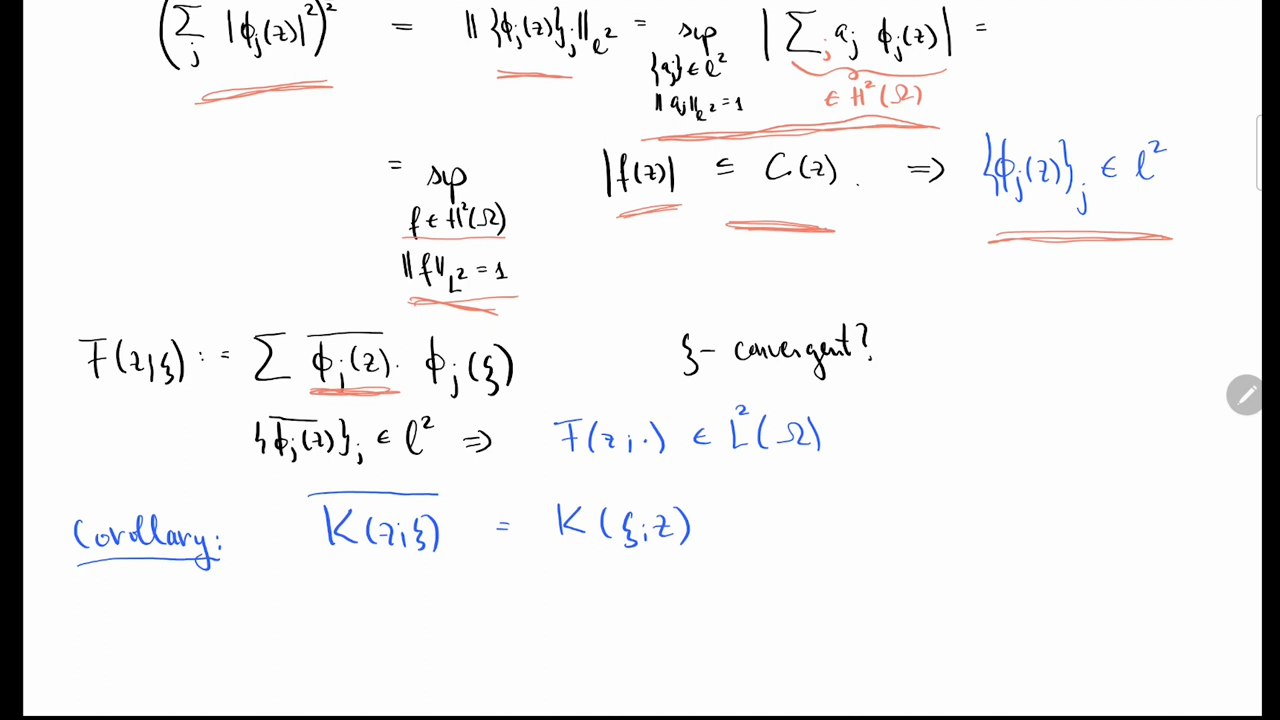 (∑_j |ϕ_j(z)|²)² = ‖{ϕ_j(z)}_j‖_{ℓ²} = sup_{{a_j}∈ℓ², ‖a_j‖_{ℓ²}=1} |∑_j a_j ϕ_j(z)| =
∈ H²(Ω)
= sup_{f∈H²(Ω), ‖f‖_{L²}=1} |f(z)| ≤ C(z). ⇒ {ϕ_j(z)}_j ∈ ℓ²
F(z,ξ) := ∑ \overline{ϕ_j(z)}. ϕ_j(ξ) ξ- convergent?
{\overline{ϕ_j(z)}}_j ∈ ℓ² ⇒ F(z,·) ∈ L²(Ω)
Corollary: \overline{K(z,ξ)} = K(ξ,z)